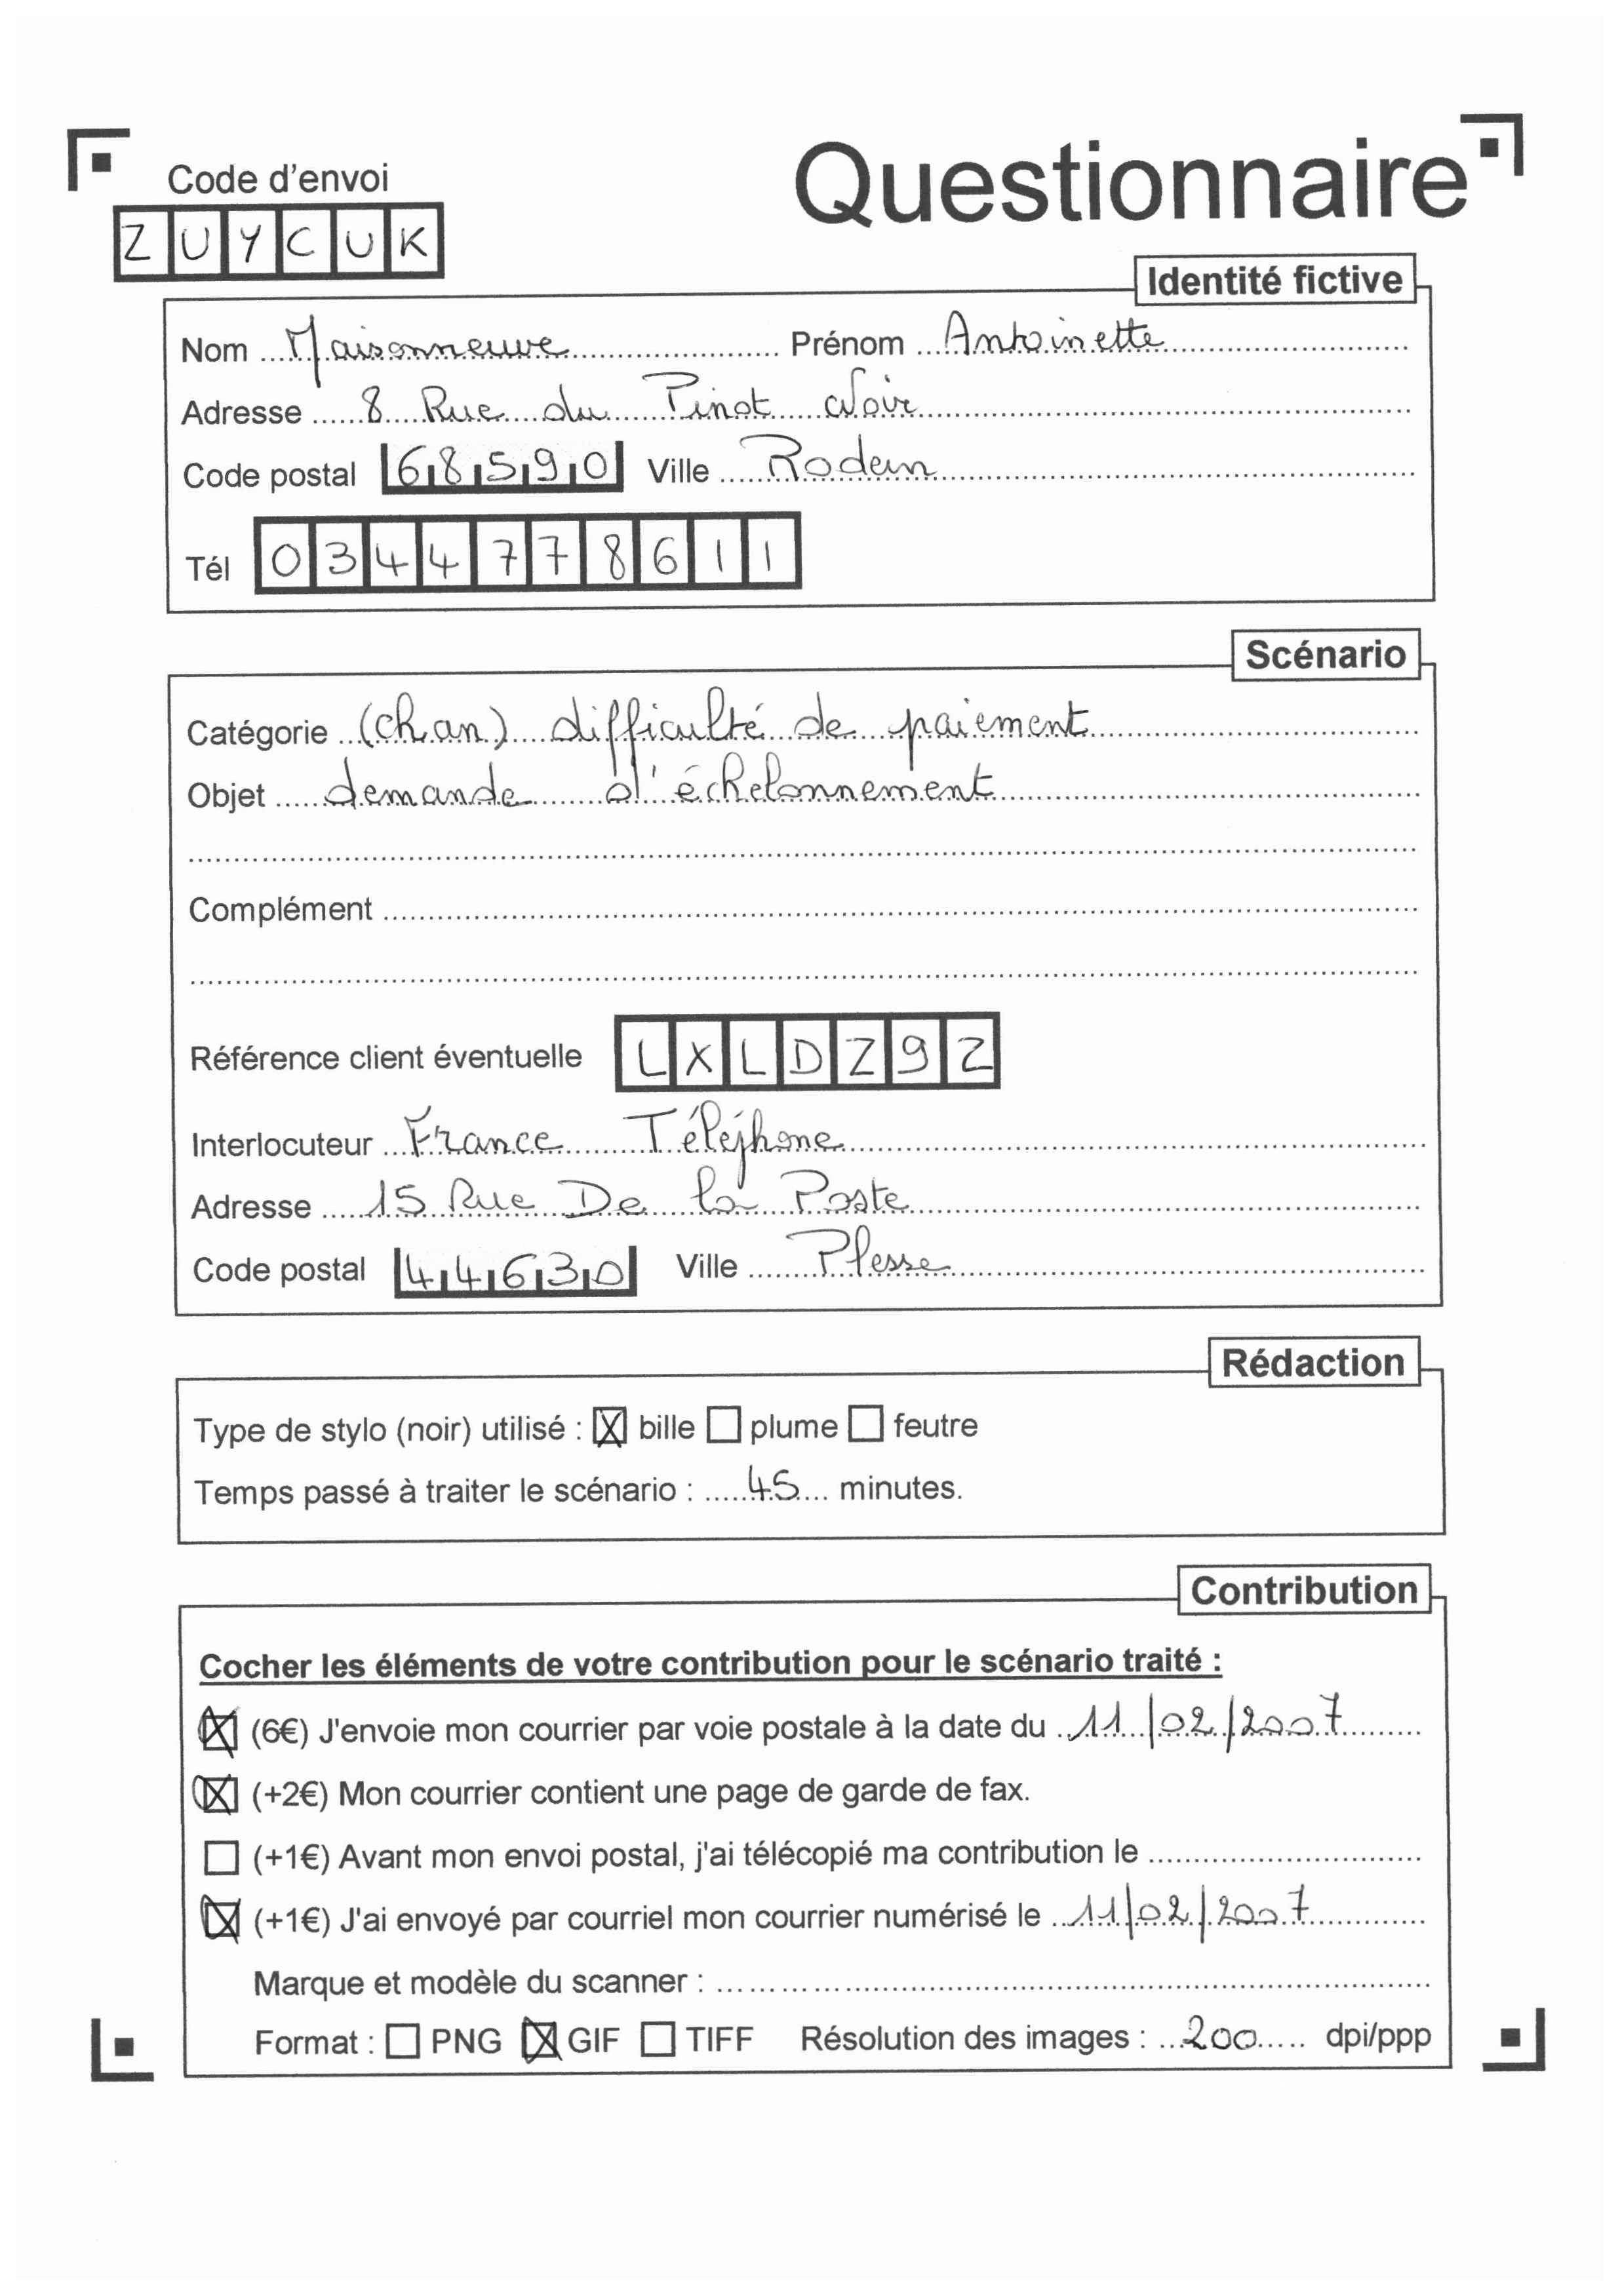 Questionnaire
Code d'envoi
ZUYCUK
Identité fictive
Nom Maisonneuve Prénom Antoinette
Adresse 8 Rue du Pinot Noir
Code postal 68590 Ville Rodern
Tél 0344778611
Scénario
Catégorie (chan) difficulté de paiement
Objet demande d'échelonnement
Complément
Référence client éventuelle LXLDZ92
Interlocuteur France Téléphone
Adresse 15 Rue De la Poste
Code postal 44630 Ville Plesse
Rédaction
Type de stylo (noir) utilisé : ☒ bille ☐ plume ☐ feutre
Temps passé à traiter le scénario : 45 minutes.
Contribution
Cocher les éléments de votre contribution pour le scénario traité :
☒ (6€) J'envoie mon courrier par voie postale à la date du 11/02/2007
☒ (+2€) Mon courrier contient une page de garde de fax.
☐ (+1€) Avant mon envoi postal, j'ai télécopié ma contribution le
☒ (+1€) J'ai envoyé par courriel mon courrier numérisé le 11/02/2007
Marque et modèle du scanner :
Format : ☐ PNG ☒ GIF ☐ TIFF Résolution des images : 200 dpi/ppp